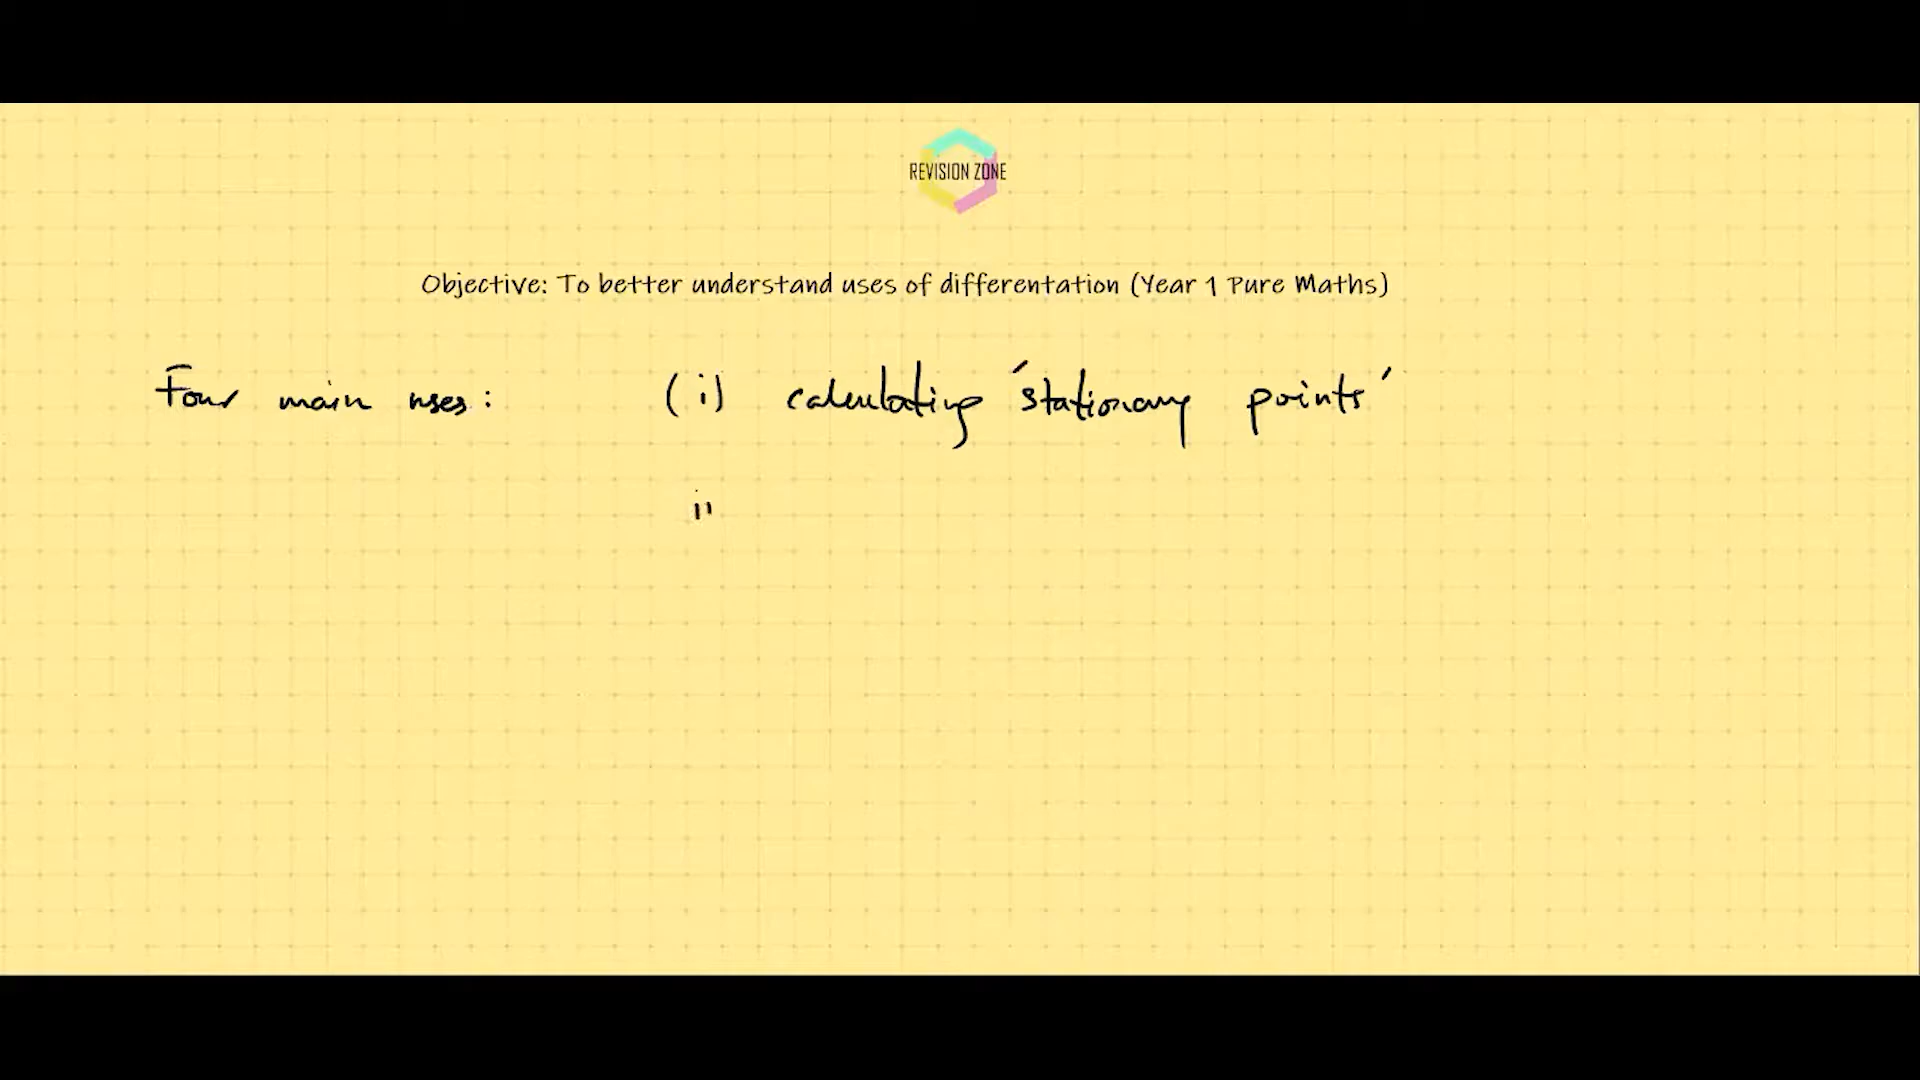 REVISION ZONE
Objective: To better understand uses of differentation (Year 1 Pure Maths)
Four main uses: (i) calculating 'stationary points'
ii